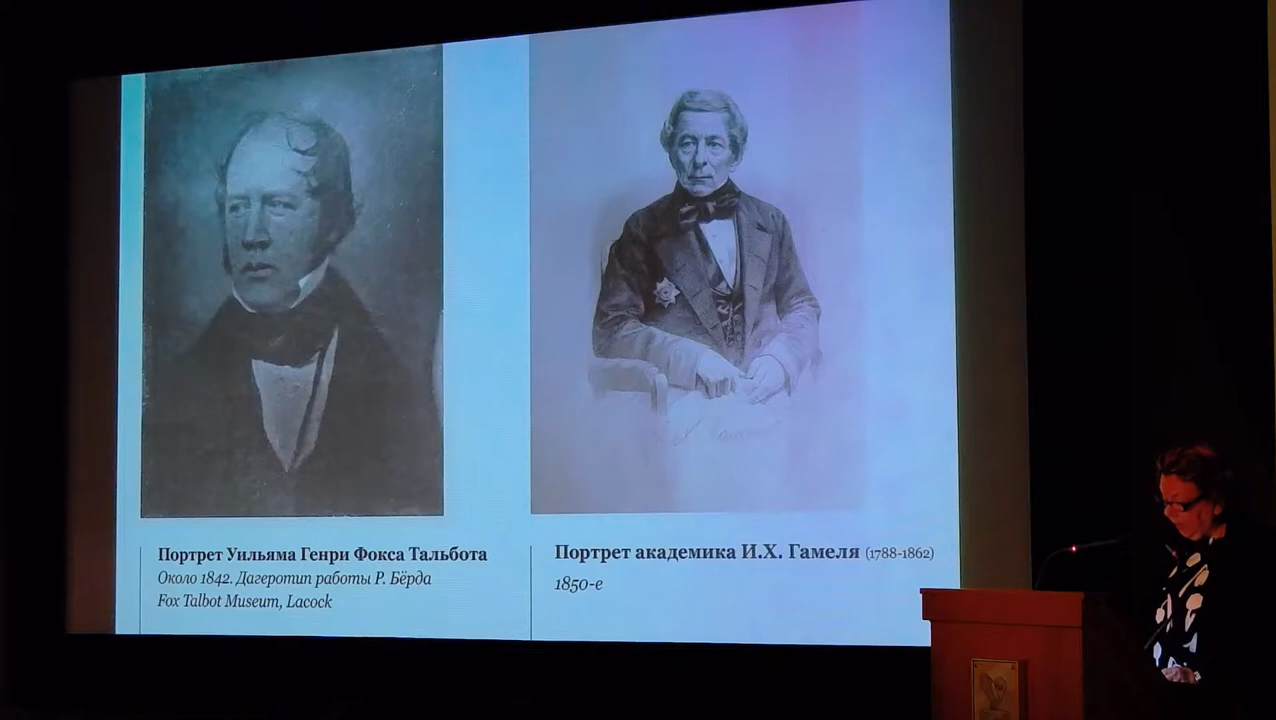 Портрет Уильяма Генри Фокса Тальбота
Около 1842. Дагеротип работы Р. Бёрда
Fox Talbot Museum, Lacock
Портрет академика И.Х. Гамеля (1788-1862)
1850-е